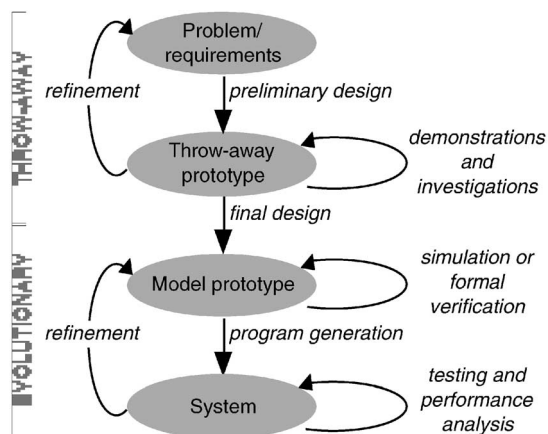 THROW-AWAY
Problem/
requirements
refinement
preliminary design
Throw-away
prototype
demonstrations
and
investigations
final design
EVOLUTIONARY
Model prototype
simulation or
formal
verification
refinement
program generation
System
testing and
performance
analysis